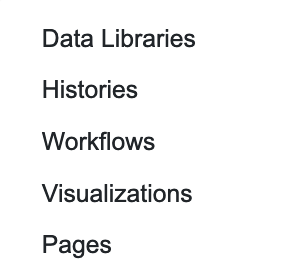 Data Libraries
Histories
Workflows
Visualizations
Pages